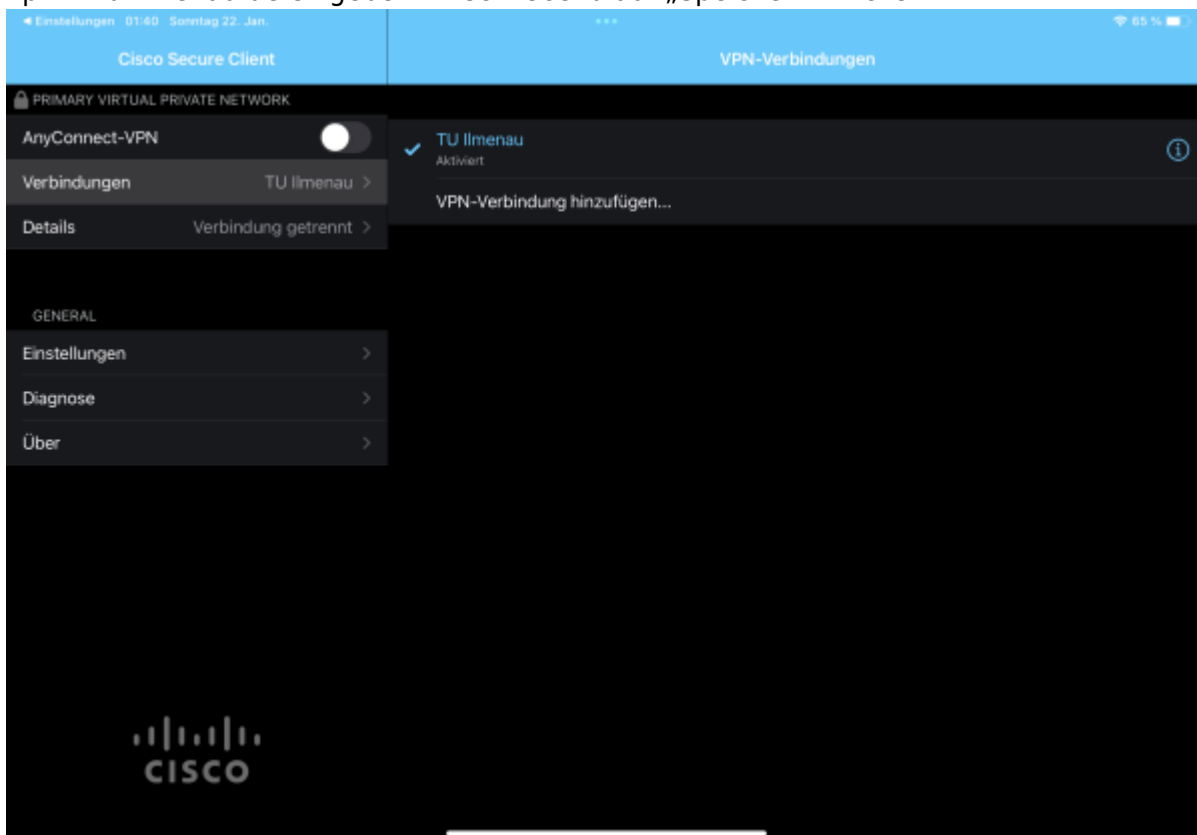 ◀ Einstellungen 01:40 Sonntag 22. Jan.
65 %
Cisco Secure Client
VPN-Verbindungen
PRIMARY VIRTUAL PRIVATE NETWORK
AnyConnect-VPN
TU Ilmenau
Aktiviert
Verbindungen TU Ilmenau >
VPN-Verbindung hinzufügen...
Details Verbindung getrennt >
GENERAL
Einstellungen >
Diagnose >
Über >
CISCO